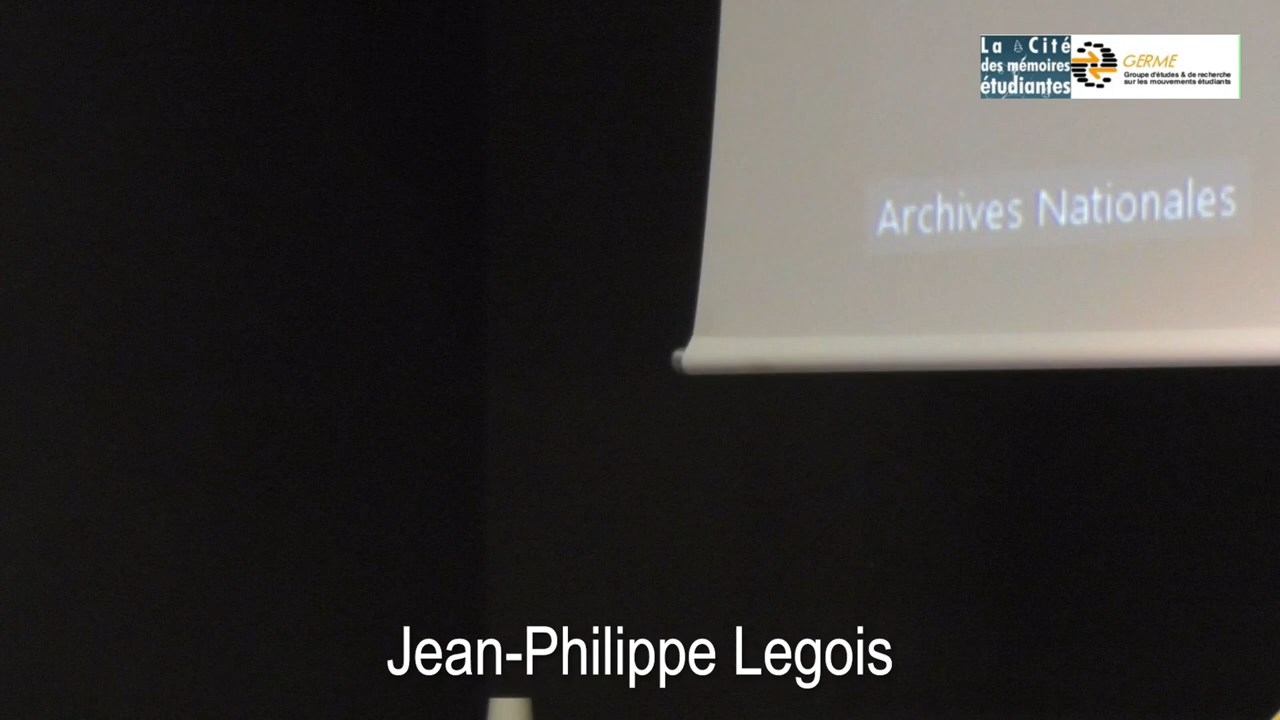 La Cité
des mémoires
étudiantes
GERME
Groupe d'études & de recherche
sur les mouvements étudiants
Archives Nationales
Jean-Philippe Legois